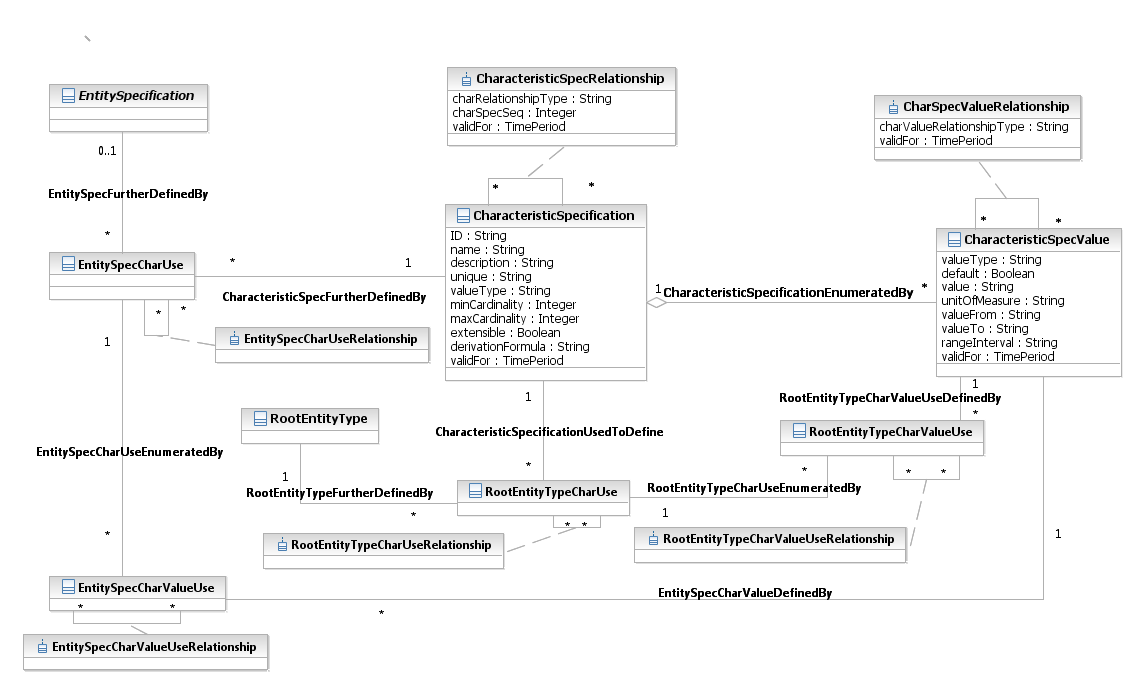 EntitySpecification
0..1
EntitySpecFurtherDefinedBy
*
EntitySpecCharUse
*
1
CharacteristicSpecFurtherDefinedBy
*
*
EntitySpecCharUseRelationship
1
EntitySpecCharUseEnumeratedBy
*
EntitySpecCharValueUse
*
*
EntitySpecCharValueUseRelationship
CharacteristicSpecRelationship
charRelationshipType : String
charSpecSeq : Integer
validFor : TimePeriod
*
*
CharacteristicSpecification
ID : String
name : String
description : String
unique : String
valueType : String
minCardinality : Integer
maxCardinality : Integer
extensible : Boolean
derivationFormula : String
validFor : TimePeriod
1
CharacteristicSpecificationEnumeratedBy
*
CharSpecValueRelationship
charValueRelationshipType : String
validFor : TimePeriod
*
*
CharacteristicSpecValue
valueType : String
default : Boolean
value : String
unitOfMeasure : String
valueFrom : String
valueTo : String
rangeInterval : String
validFor : TimePeriod
1
RootEntityTypeCharValueUseDefinedBy
*
RootEntityTypeCharValueUse
*
*
*
1
CharacteristicSpecificationUsedToDefine
*
RootEntityType
1
RootEntityTypeFurtherDefinedBy
*
RootEntityTypeCharUse
RootEntityTypeCharUseEnumeratedBy
1
*
*
RootEntityTypeCharUseRelationship
RootEntityTypeCharValueUseRelationship
1
EntitySpecCharValueDefinedBy
*